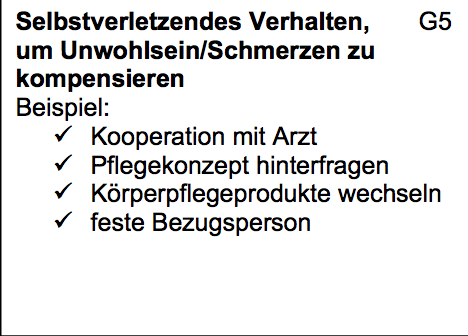 Selbstverletzendes Verhalten, G5
um Unwohlsein/Schmerzen zu
kompensieren
Beispiel:
✓ Kooperation mit Arzt
✓ Pflegekonzept hinterfragen
✓ Körperpflegeprodukte wechseln
✓ feste Bezugsperson